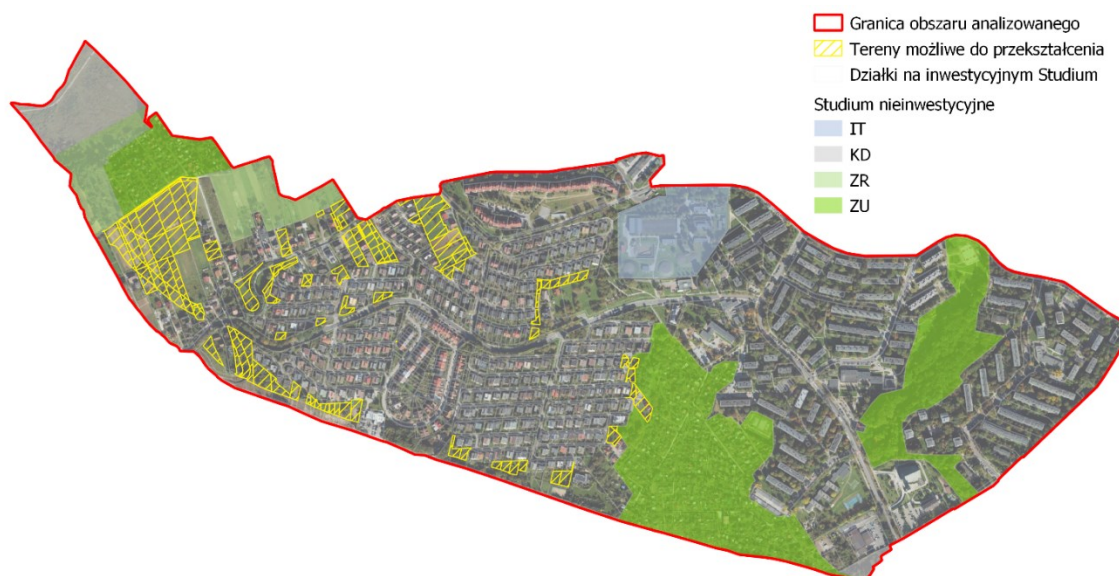 Granica obszaru analizowanego
Tereny możliwe do przekształcenia
Działki na inwestycyjnym Studium
Studium nieinwestycyjne
IT
KD
ZR
ZU